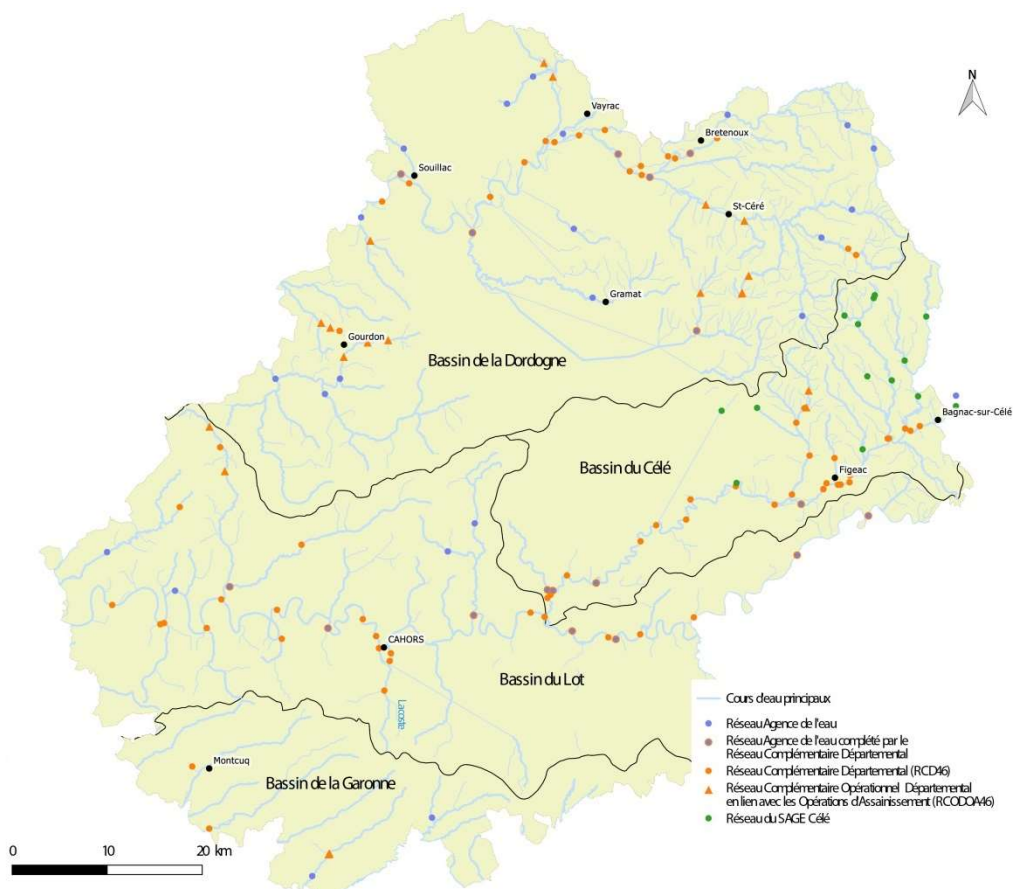 N
Vayrac
Bretenoux
Souillac
St-Céré
Gramat
Gourdon
Bassin de la Dordogne
Bagnac-sur-Célé
Bassin du Célé
Figeac
CAHORS
Bassin du Lot
Lacoste
Cours d'eau principaux
Réseau Agence de l'eau
Réseau Agence de l'eau complété par le
Réseau Complémentaire Départemental
Réseau Complémentaire Départemental (RCD46)
Réseau Complémentaire Opérationnel Départemental
en lien avec les Opérations d'Assainissement (RCODOA46)
Réseau du SAGE Célé
Montcuq
Bassin de la Garonne
0 10 20 km